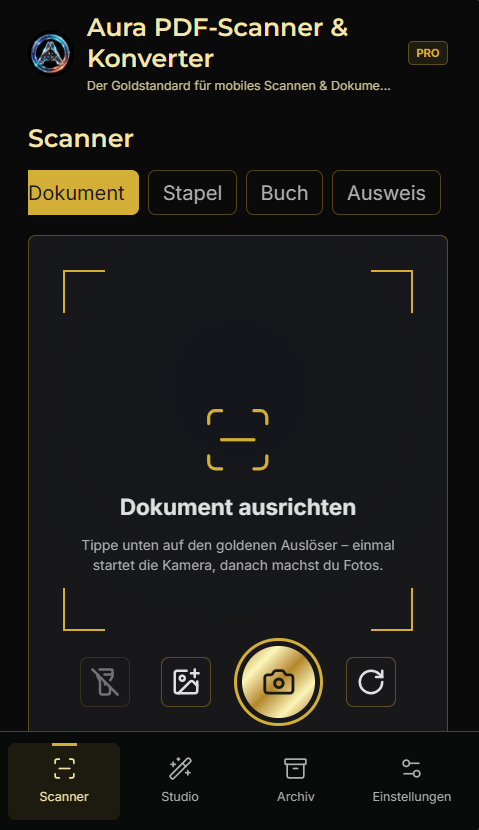 Aura PDF-Scanner &
Konverter
PRO
Der Goldstandard für mobiles Scannen & Dokume...
Scanner
Dokument
Stapel
Buch
Ausweis
Dokument ausrichten
Tippe unten auf den goldenen Auslöser – einmal
startet die Kamera, danach machst du Fotos.
Scanner
Studio
Archiv
Einstellungen